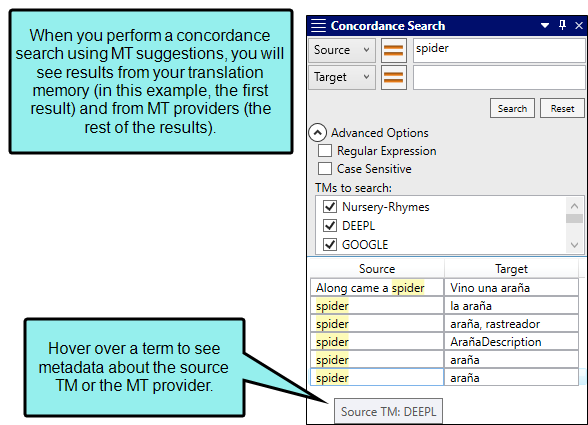 When you perform a concordance
search using MT suggestions, you will
see results from your translation
memory (in this example, the first
result) and from MT providers (the
rest of the results).
Concordance Search
Source spider
Target
Search Reset
Advanced Options
Regular Expression
Case Sensitive
TMs to search:
Nursery-Rhymes
DEEPL
GOOGLE
Source Target
Along came a spider Vino una araña
spider la araña
spider araña, rastreador
spider ArañaDescription
spider araña
spider araña
Hover over a term to see
metadata about the source
TM or the MT provider.
Source TM: DEEPL